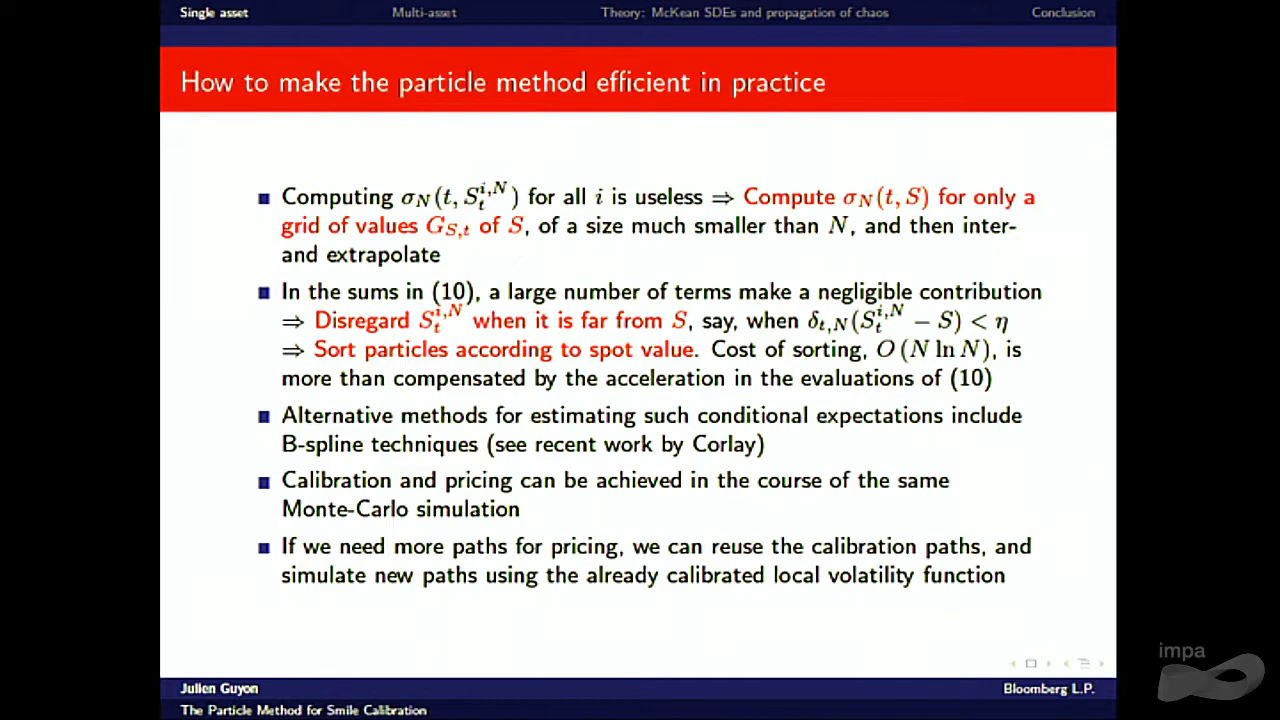 Single asset Multi-asset Theory: McKean SDEs and propagation of chaos Conclusion
How to make the particle method efficient in practice
■ Computing σ_N(t, S_t^{i,N}) for all i is useless ⇒ Compute σ_N(t, S) for only a
grid of values G_{S,t} of S, of a size much smaller than N, and then inter-
and extrapolate
■ In the sums in (10), a large number of terms make a negligible contribution
⇒ Disregard S_t^{i,N} when it is far from S, say, when δ_{t,N}(S_t^{i,N} − S) < η
⇒ Sort particles according to spot value. Cost of sorting, O (N ln N), is
more than compensated by the acceleration in the evaluations of (10)
■ Alternative methods for estimating such conditional expectations include
B-spline techniques (see recent work by Corlay)
■ Calibration and pricing can be achieved in the course of the same
Monte-Carlo simulation
■ If we need more paths for pricing, we can reuse the calibration paths, and
simulate new paths using the already calibrated local volatility function
impa
Julien Guyon Bloomberg L.P.
The Particle Method for Smile Calibration